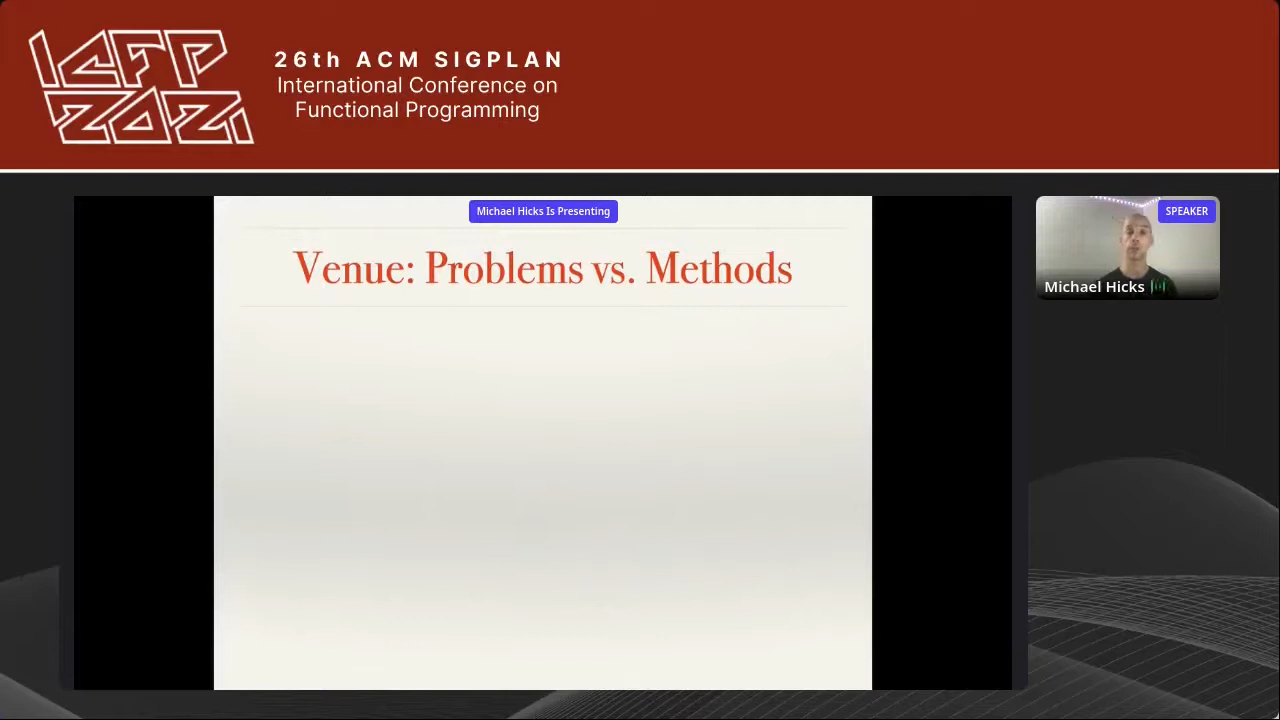 ICFP
2021
26th ACM SIGPLAN
International Conference on
Functional Programming
Michael Hicks Is Presenting
Venue: Problems vs. Methods
SPEAKER
Michael Hicks